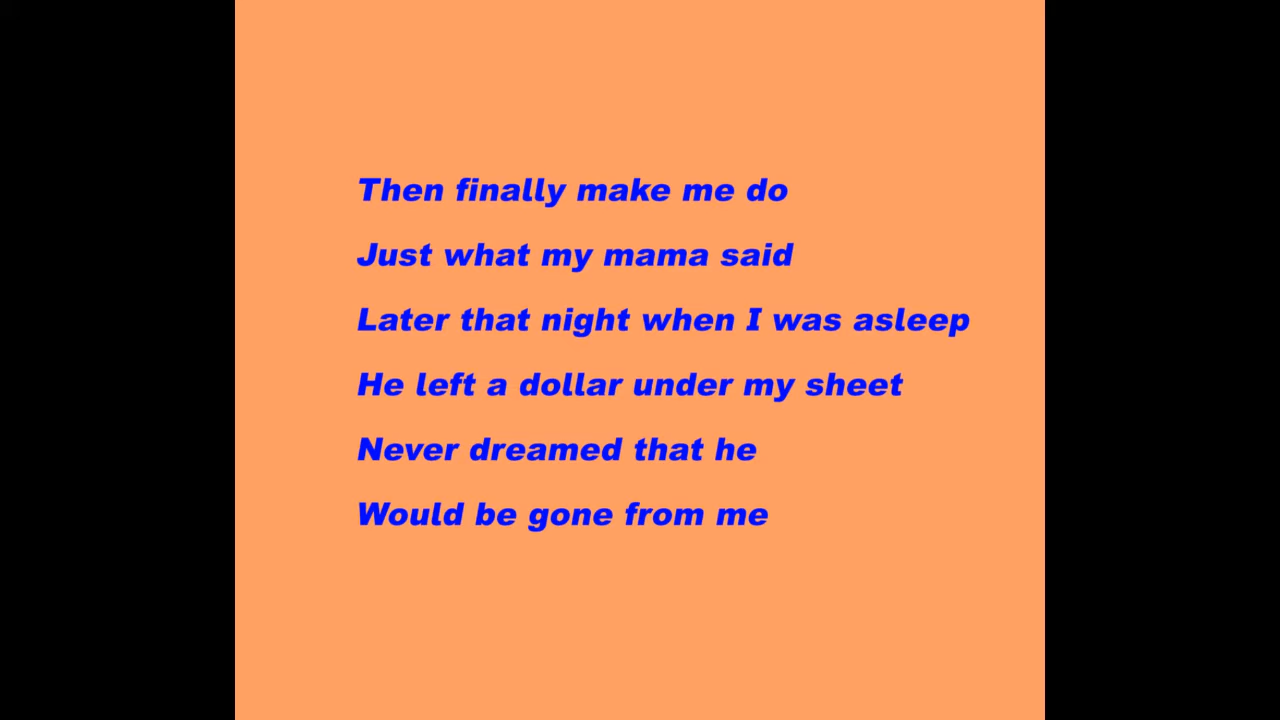 Then finally make me do
Just what my mama said
Later that night when I was asleep
He left a dollar under my sheet
Never dreamed that he
Would be gone from me